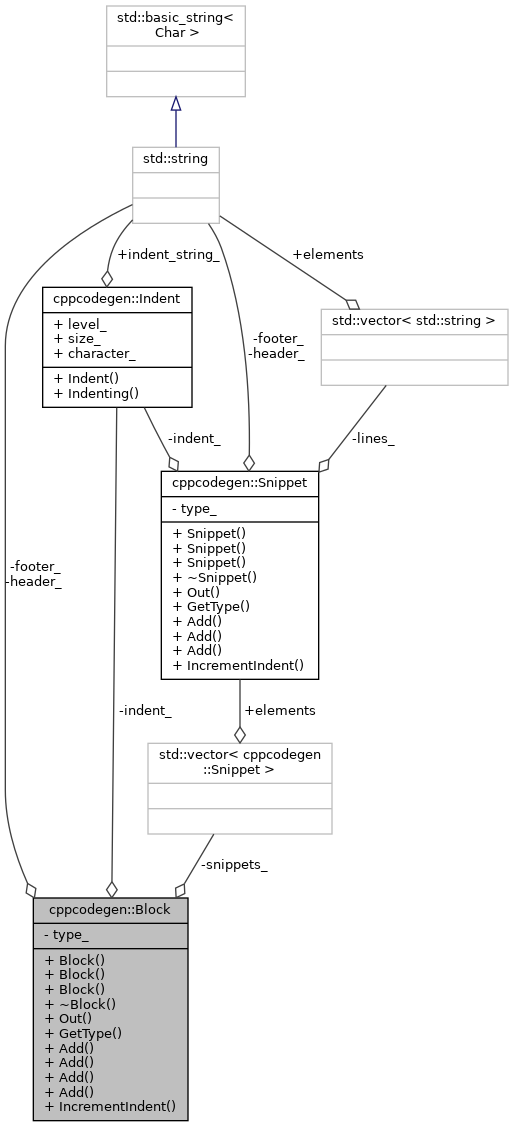 std::basic_string<
Char >
std::string
+indent_string_
+elements
cppcodegen::Indent
+ level_
+ size_
+ character_
+ Indent()
+ Indenting()
std::vector< std::string >
-footer_
-header_
-indent_
-lines_
cppcodegen::Snippet
- type_
+ Snippet()
+ Snippet()
+ Snippet()
+ ~Snippet()
+ Out()
+ GetType()
+ Add()
+ Add()
+ Add()
+ IncrementIndent()
-footer_
-header_
-indent_
+elements
std::vector< cppcodegen
::Snippet >
-snippets_
cppcodegen::Block
- type_
+ Block()
+ Block()
+ Block()
+ ~Block()
+ Out()
+ GetType()
+ Add()
+ Add()
+ Add()
+ Add()
+ IncrementIndent()